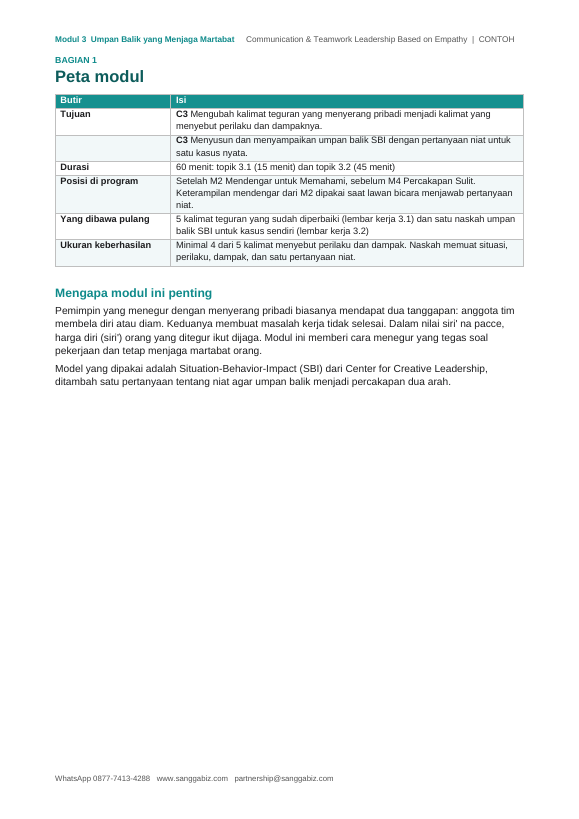 Modul 3  Umpan Balik yang Menjaga Martabat     Communication & Teamwork Leadership Based on Empathy  |  CONTOH
BAGIAN 1
Peta modul
Butir     Isi
Tujuan     C3 Mengubah kalimat teguran yang menyerang pribadi menjadi kalimat yang
menyebut perilaku dan dampaknya.
C3 Menyusun dan menyampaikan umpan balik SBI dengan pertanyaan niat untuk
satu kasus nyata.
Durasi     60 menit: topik 3.1 (15 menit) dan topik 3.2 (45 menit)
Posisi di program     Setelah M2 Mendengar untuk Memahami, sebelum M4 Percakapan Sulit.
Keterampilan mendengar dari M2 dipakai saat lawan bicara menjawab pertanyaan
niat.
Yang dibawa pulang     5 kalimat teguran yang sudah diperbaiki (lembar kerja 3.1) dan satu naskah umpan
balik SBI untuk kasus sendiri (lembar kerja 3.2)
Ukuran keberhasilan     Minimal 4 dari 5 kalimat menyebut perilaku dan dampak. Naskah memuat situasi,
perilaku, dampak, dan satu pertanyaan niat.
Mengapa modul ini penting
Pemimpin yang menegur dengan menyerang pribadi biasanya mendapat dua tanggapan: anggota tim
membela diri atau diam. Keduanya membuat masalah kerja tidak selesai. Dalam nilai siri' na pacce,
harga diri (siri') orang yang ditegur ikut dijaga. Modul ini memberi cara menegur yang tegas soal
pekerjaan dan tetap menjaga martabat orang.
Model yang dipakai adalah Situation-Behavior-Impact (SBI) dari Center for Creative Leadership,
ditambah satu pertanyaan tentang niat agar umpan balik menjadi percakapan dua arah.
WhatsApp 0877-7413-4288   www.sanggabiz.com   partnership@sanggabiz.com